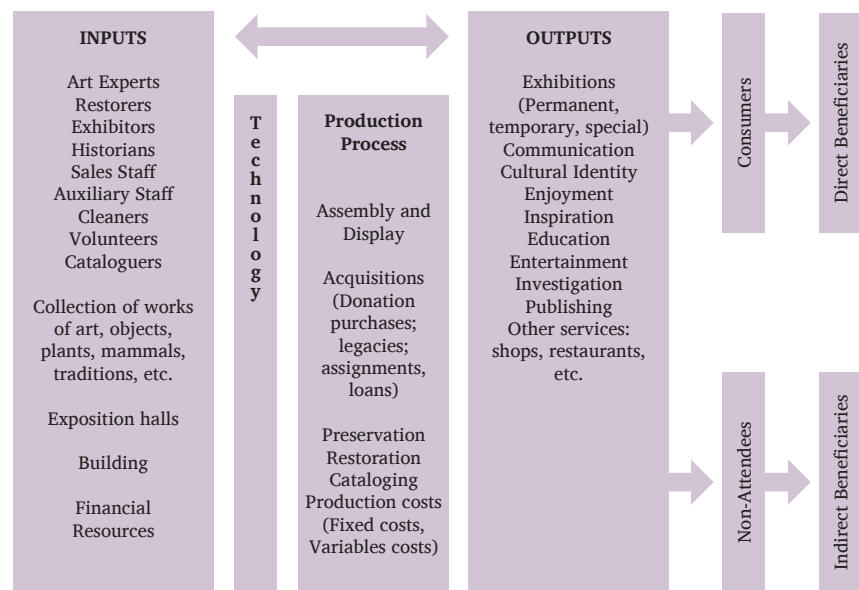 INPUTS
Art Experts
Restorers
Exhibitors
Historians
Sales Staff
Auxiliary Staff
Cleaners
Volunteers
Cataloguers
Collection of works
of art, objects,
plants, mammals,
traditions, etc.
Exposition halls
Building
Financial
Resources
Technology
Production
Process
Assembly and
Display
Acquisitions
(Donation
purchases;
legacies;
assignments,
loans)
Preservation
Restoration
Cataloging
Production costs
(Fixed costs,
Variables costs)
OUTPUTS
Exhibitions
(Permanent,
temporary, special)
Communication
Cultural Identity
Enjoyment
Inspiration
Education
Entertainment
Investigation
Publishing
Other services:
shops, restaurants,
etc.
Consumers
Direct Beneficiaries
Non-Attendees
Indirect Beneficiaries